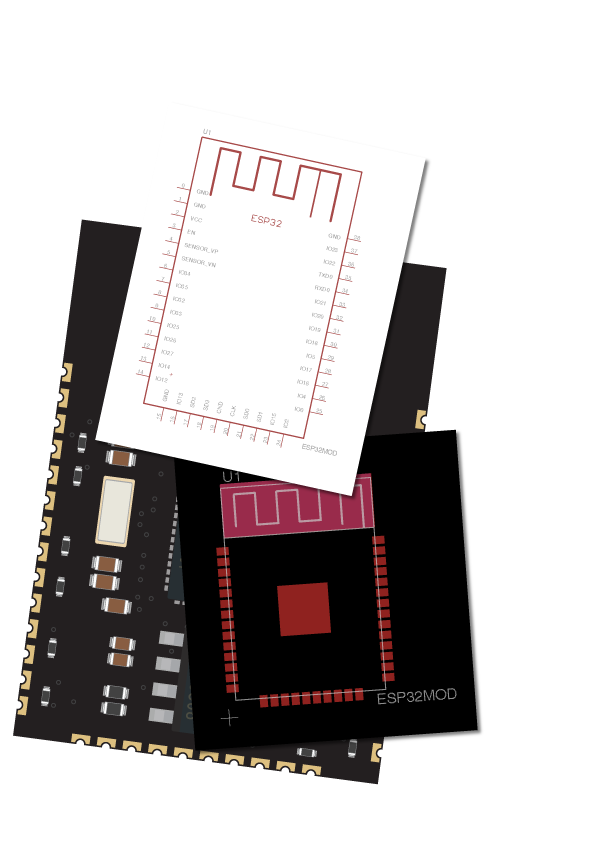 U1
ESP32
GND
GND
VCC
EN
SENSOR_VP
SENSOR_VN
IO34
IO35
IO32
IO33
IO25
IO26
IO27
IO14
IO12
GND
IO23
IO22
TXD0
RXD0
IO21
IO19
IO18
IO5
IO17
IO16
IO4
IO0
GND
IO13
SD2
SD3
CMD
CLK
SD0
SD1
IO15
IO2
ESP32MOD
U1
ESP32MOD